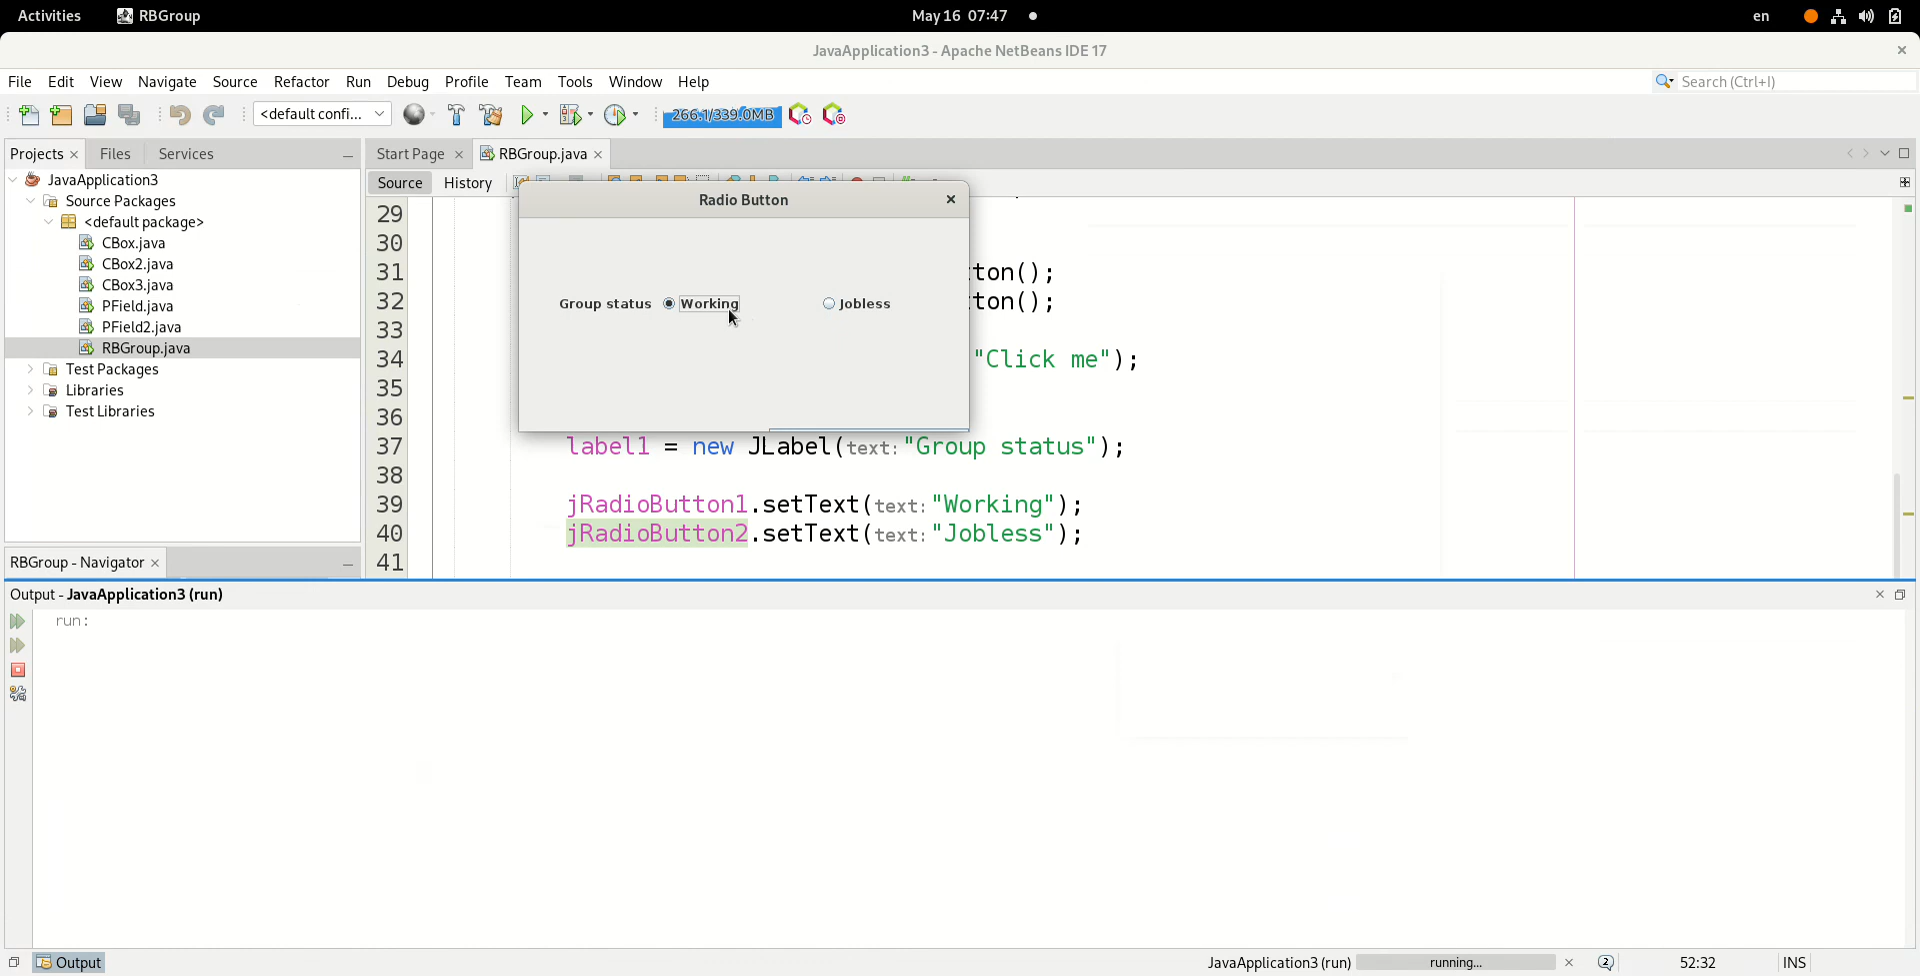 Activities RBGroup May 16 07:47 en
JavaApplication3 - Apache NetBeans IDE 17
File Edit View Navigate Source Refactor Run Debug Profile Team Tools Window Help Search (Ctrl+I)
<default confi... 266.1/339.0MB
Projects Files Services Start Page RBGroup.java
JavaApplication3
Source Packages
<default package>
CBox.java
CBox2.java
CBox3.java
PField.java
PField2.java
RBGroup.java
Test Packages
Libraries
Test Libraries
RBGroup - Navigator
Source History
29
30
31 ton();
32 ton();
33
34 "Click me");
35
36
37 label1 = new JLabel(text:"Group status");
38
39 jRadioButton1.setText(text:"Working");
40 jRadioButton2.setText(text:"Jobless");
41
Radio Button
Group status Working Jobless
Output - JavaApplication3 (run)
run:
Output JavaApplication3 (run) running... 2 52:32 INS